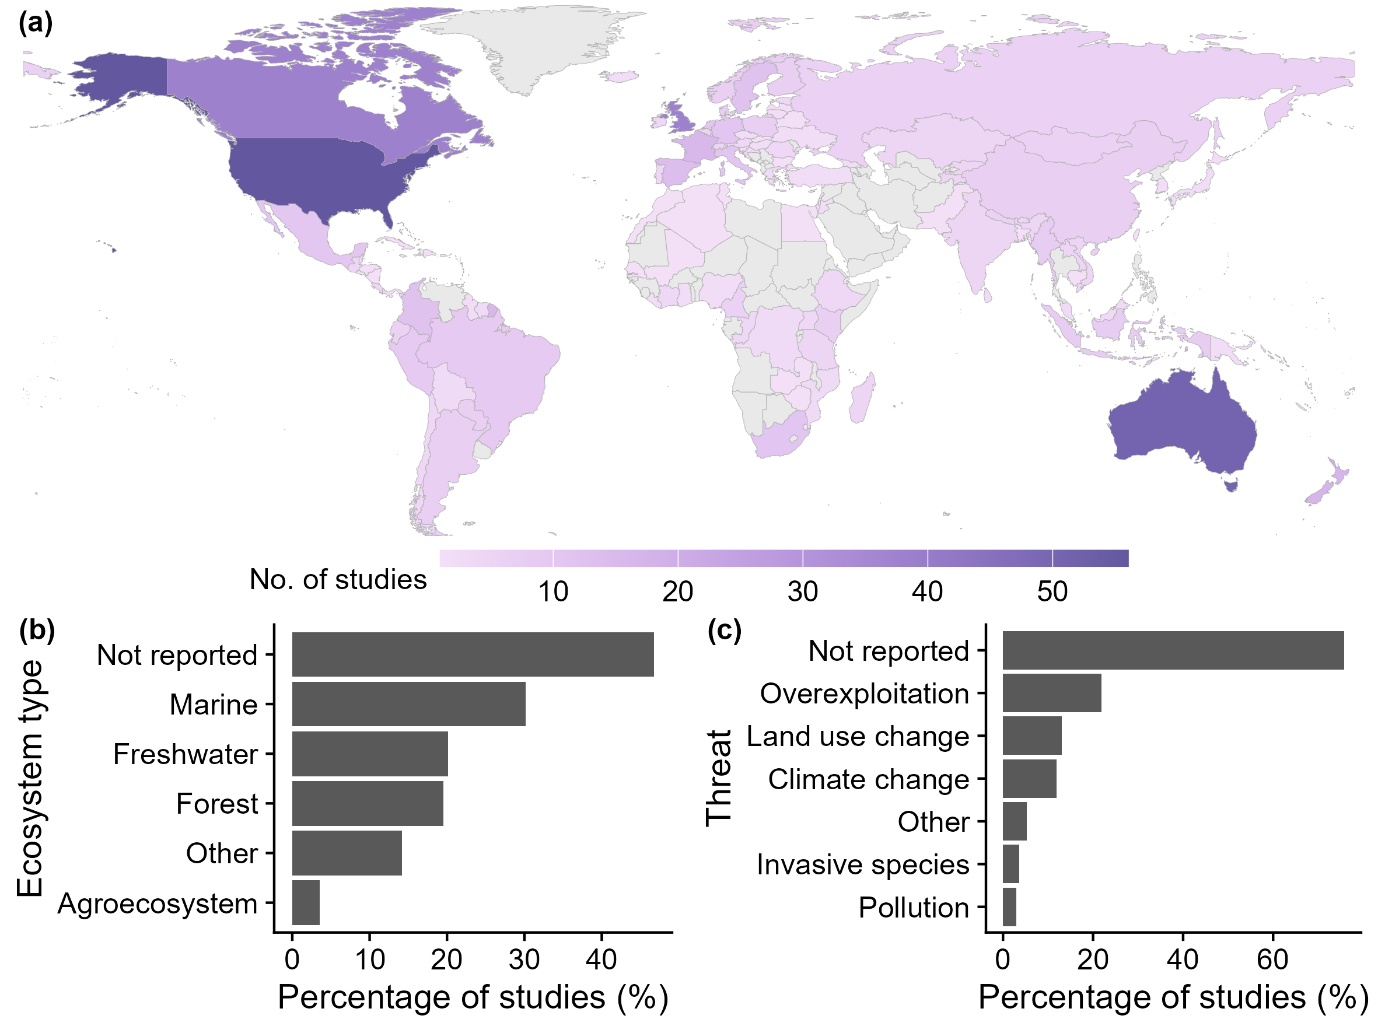 (a)
No. of studies
10 20 30 40 50
(b)
Ecosystem type
Not reported
Marine
Freshwater
Forest
Other
Agroecosystem
0 10 20 30 40
Percentage of studies (%)
(c)
Threat
Not reported
Overexploitation
Land use change
Climate change
Other
Invasive species
Pollution
0 20 40 60
Percentage of studies (%)